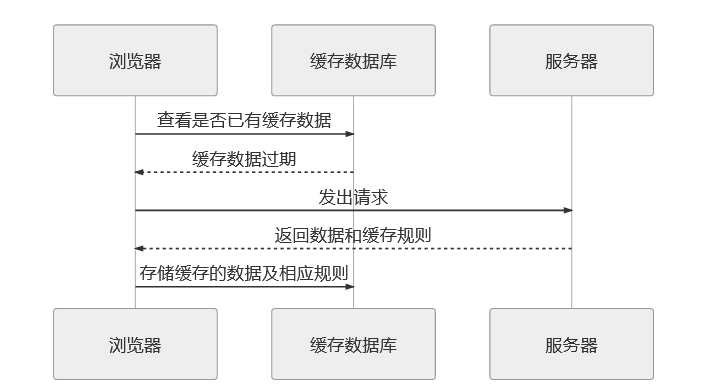 浏览器
缓存数据库
服务器
查看是否已有缓存数据
缓存数据过期
发出请求
返回数据和缓存规则
存储缓存的数据及相应规则
浏览器
缓存数据库
服务器